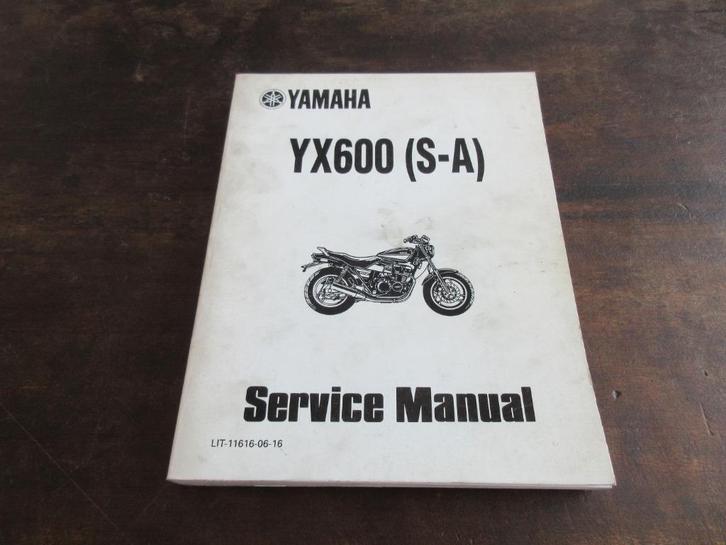 YAMAHA
YX600 (S-A)
Service Manual
LIT-11616-06-16